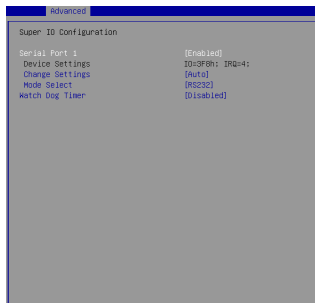 Advanced
Super IO Configuration
Serial Port 1 [Enabled]
Device Settings IO=3F8h; IRQ=4;
Change Settings [Auto]
Mode Select [RS232]
Watch Dog Timer [Disabled]